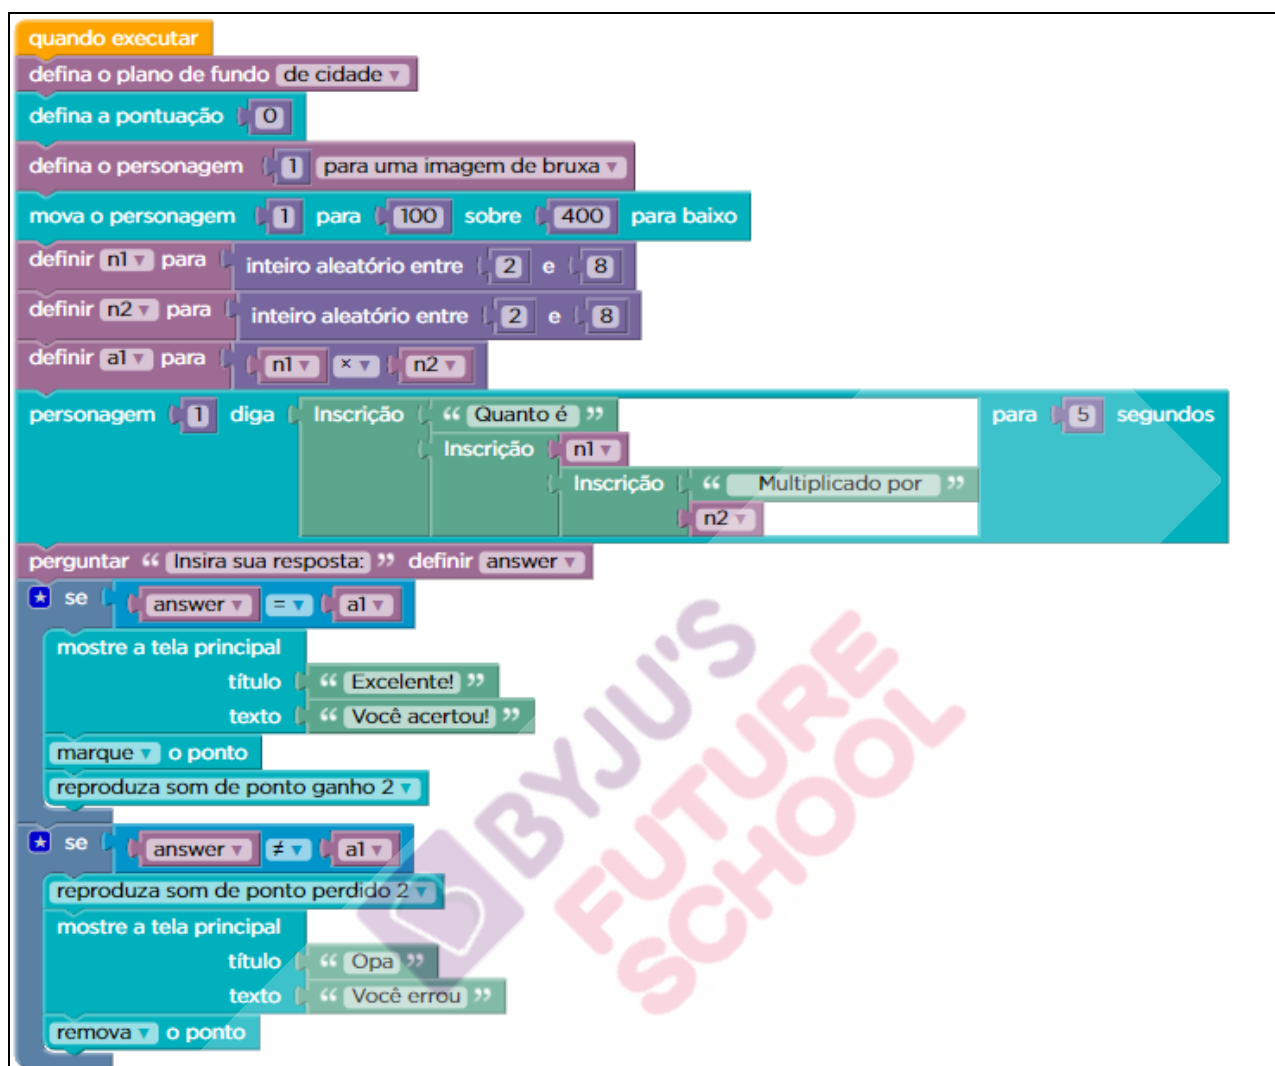 quando executar
defina o plano de fundo de cidade
defina a pontuação 0
defina o personagem 1 para uma imagem de bruxa
mova o personagem 1 para 100 sobre 400 para baixo
definir n1 para inteiro aleatório entre 2 e 8
definir n2 para inteiro aleatório entre 2 e 8
definir a1 para n1 × n2
personagem 1 diga Inscrição “ Quanto é ” para 5 segundos
Inscrição n1
Inscrição “ Multiplicado por ”
n2
perguntar “ Insira sua resposta: ” definir answer
se answer = a1
mostre a tela principal
título “ Excelente! ”
texto “ Você acertou! ”
marque o ponto
reproduza som de ponto ganho 2
se answer ≠ a1
reproduza som de ponto perdido 2
mostre a tela principal
título “ Opa ”
texto “ Você errou ”
remova o ponto
BYJU'S
FUTURE
SCHOOL